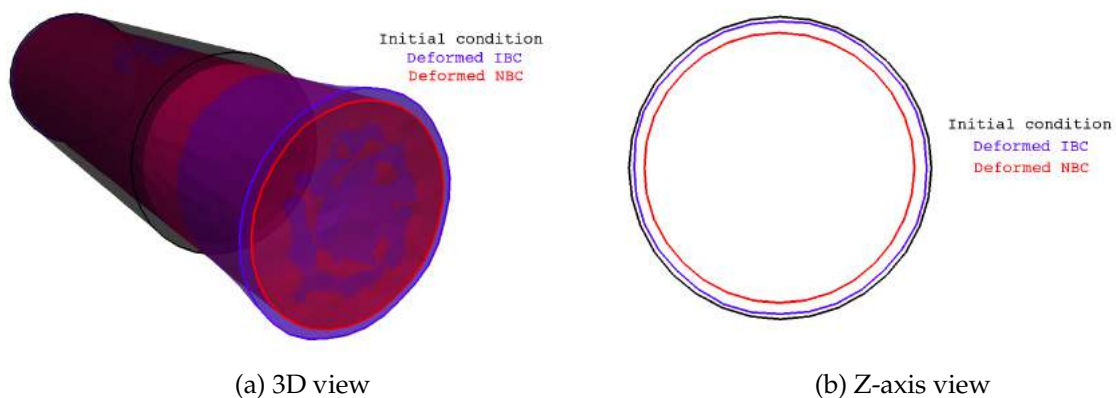 Initial condition
Deformed IBC
Deformed NBC
Initial condition
Deformed IBC
Deformed NBC
(a) 3D view
(b) Z-axis view